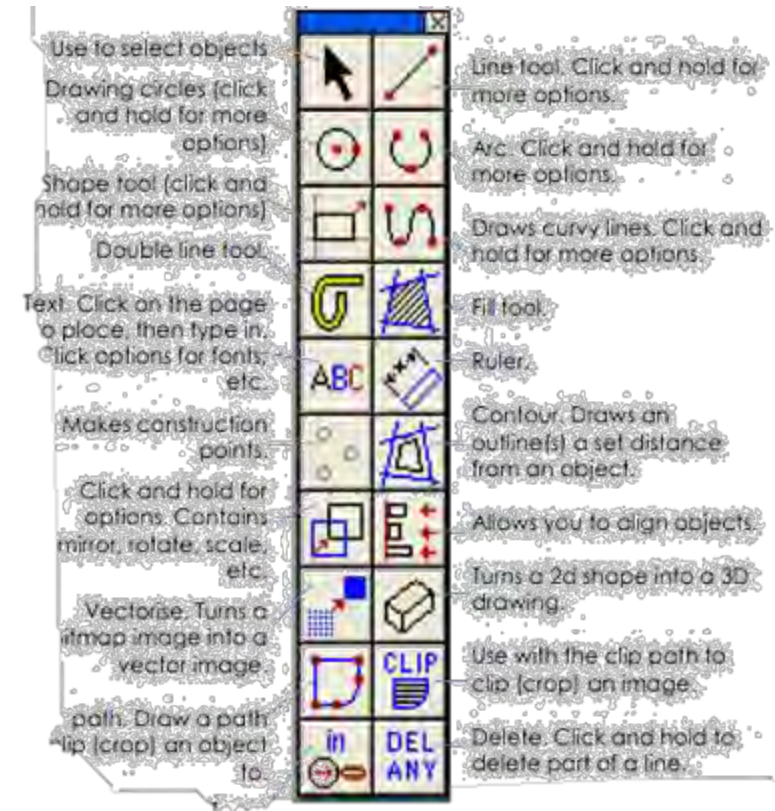 Use to select objects
Drawing circles (click
and hold for more
options)
Shape tool (click and
hold for more options)
Double line tool.
Text. Click on the page
o place, then type in.
Click options for fonts,
etc.
Makes construction
points.
Click and hold for
options. Contains
mirror, rotate, scale,
etc.
Vectorise. Turns a
itmap image into a
vector image.
path. Draw a path
clip (crop) an object
to.
ABC
in
Line tool. Click and hold for
more options.
Arc. Click and hold for
more options.
Draws curvy lines. Click and
hold for more options.
Fill tool.
Ruler.
Contour. Draws an
outline(s) a set distance
from an object.
Allows you to align objects.
Turns a 2d shape into a 3D
drawing.
CLIP
Use with the clip path to
clip (crop) an image.
DEL
ANY
Delete. Click and hold to
delete part of a line.